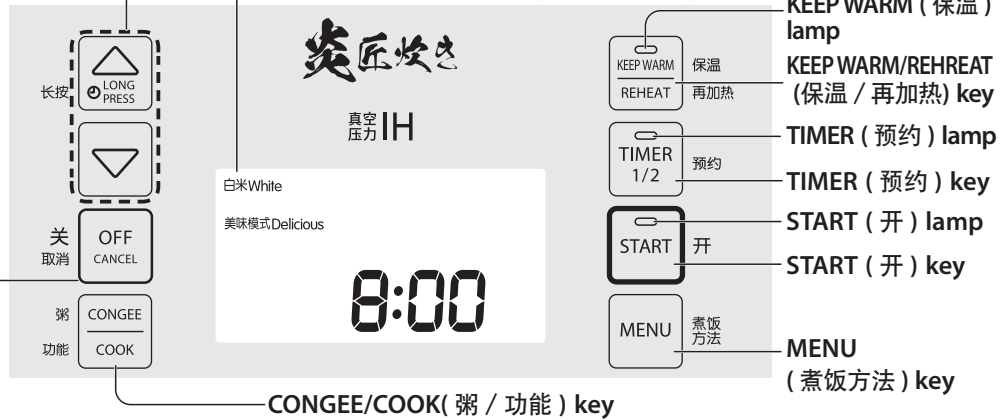 KEEP WARM ( 保温 )
lamp
KEEP WARM/REHREAT
(保温 / 再加热) key
TIMER ( 预约 ) lamp
TIMER ( 预约 ) key
START ( 开 ) lamp
START ( 开 ) key
MENU
( 煮饭方法 ) key
CONGEE/COOK( 粥 / 功能 ) key
长按
LONG
PRESS
关
取消
OFF
CANCEL
粥
功能
CONGEE
COOK
炎匠炊き
真空
压力 IH
白米White
美味模式Delicious
8:00
KEEP WARM
REHEAT
保温
再加热
TIMER
1/2
预约
START
开
MENU
煮饭
方法